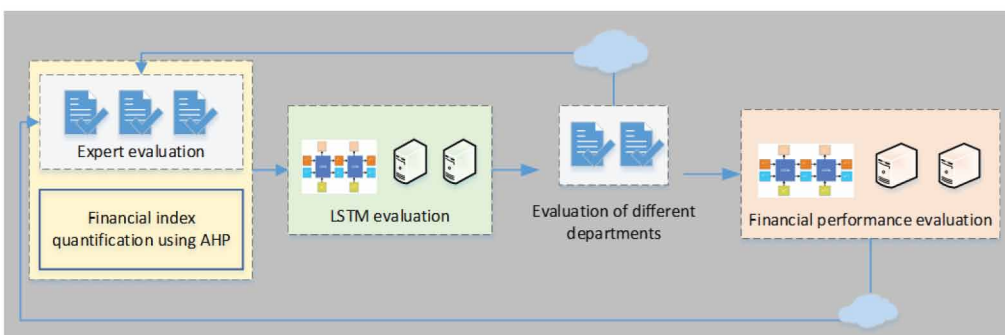 Expert evaluation
Financial index
quantification using AHP
LSTM evaluation
Evaluation of different
departments
Financial performance evaluation